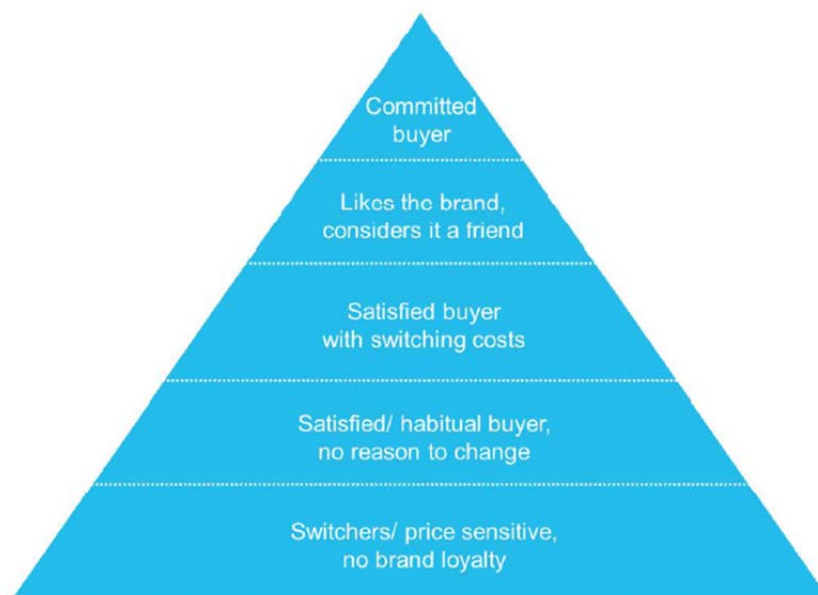 Committed
buyer
Likes the brand,
considers it a friend
Satisfied buyer
with switching costs
Satisfied/ habitual buyer,
no reason to change
Switchers/ price sensitive,
no brand loyalty